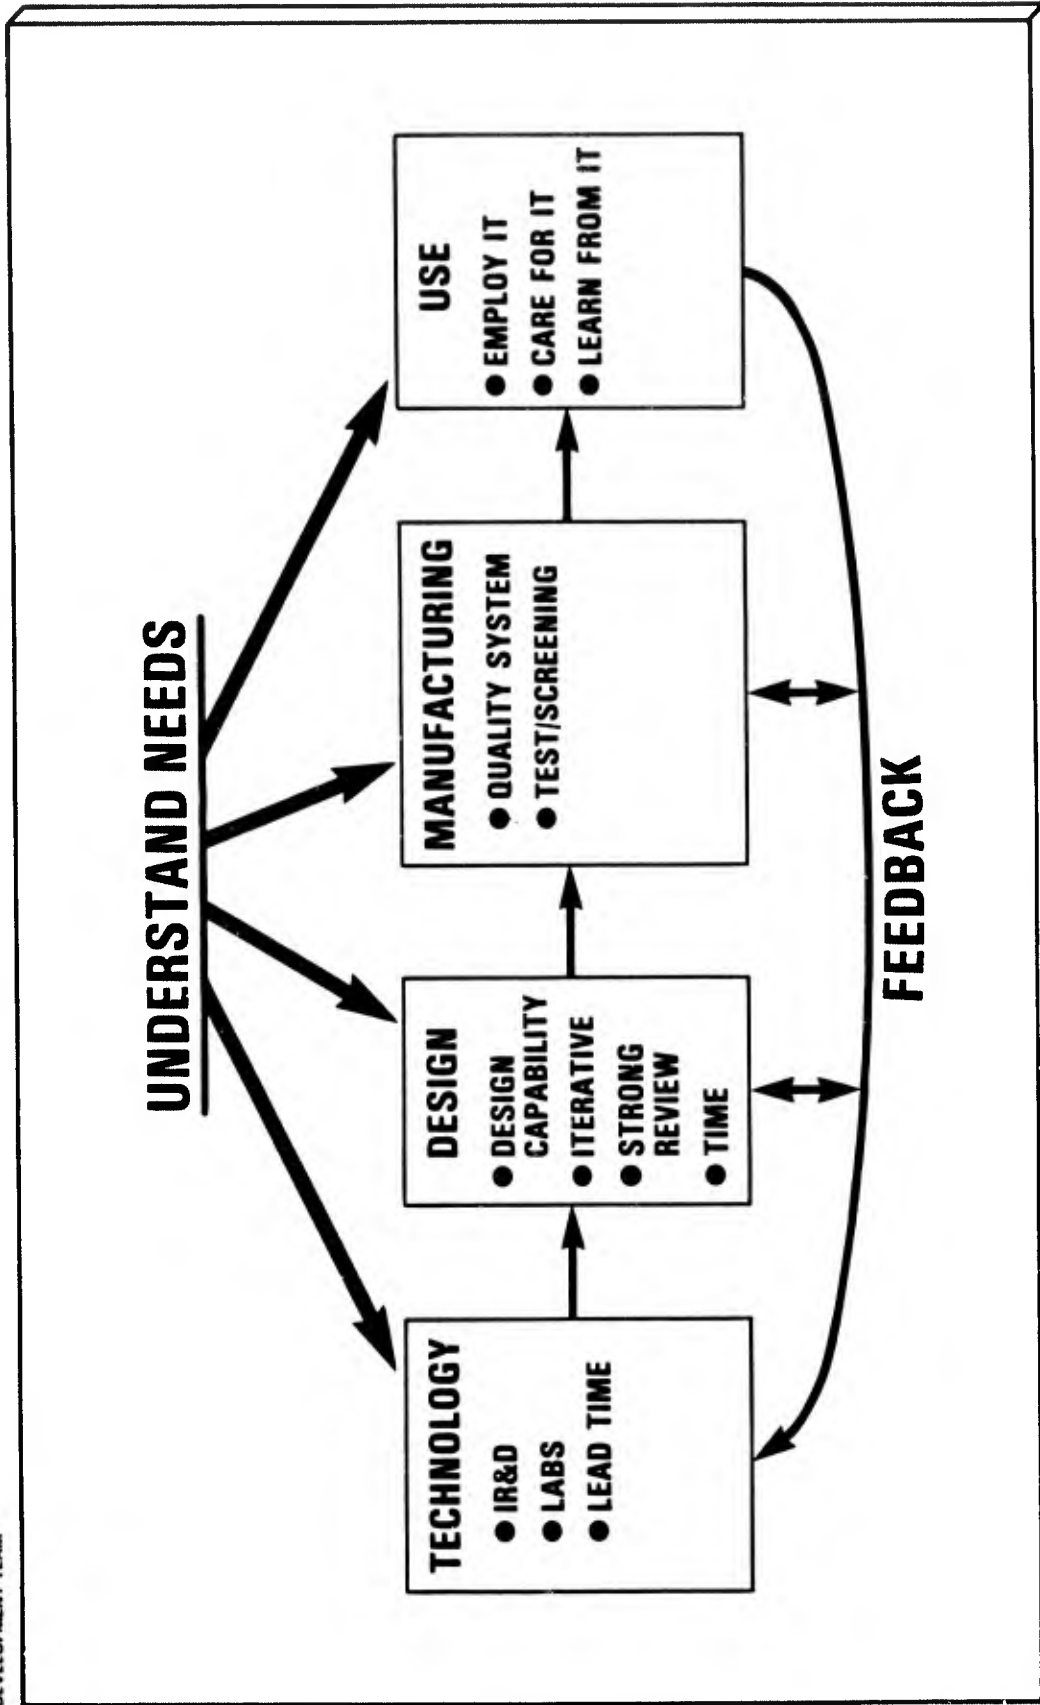 UNDERSTAND NEEDS
TECHNOLOGY
● IR&D
● LABS
● LEAD TIME
DESIGN
● DESIGN
CAPABILITY
● ITERATIVE
● STRONG
REVIEW
● TIME
MANUFACTURING
● QUALITY SYSTEM
● TEST/SCREENING
USE
● EMPLOY IT
● CARE FOR IT
● LEARN FROM IT
FEEDBACK